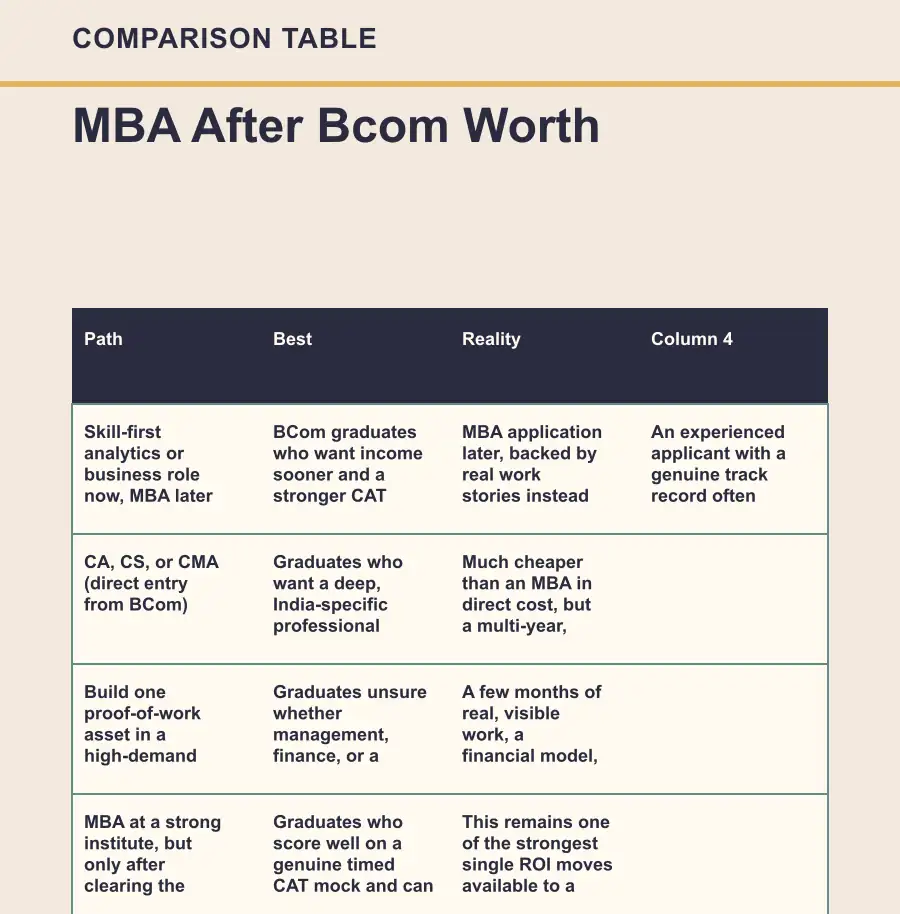 COMPARISON TABLE
MBA After Bcom Worth
Path
Best
Reality
Column 4
Skill-first
analytics or
business role
now, MBA later
BCom graduates
who want income
sooner and a
stronger CAT
MBA application
later, backed by
real work
stories instead
An experienced
applicant with a
genuine track
record often
CA, CS, or CMA
(direct entry
from BCom)
Graduates who
want a deep,
India-specific
professional
Much cheaper
than an MBA in
direct cost, but
a multi-year,
Build one
proof-of-work
asset in a
high-demand
Graduates unsure
whether
management,
finance, or a
A few months of
real, visible
work, a
financial model,
MBA at a strong
institute, but
only after
clearing the
Graduates who
score well on a
genuine timed
CAT mock and can
This remains one
of the strongest
single ROI moves
available to a